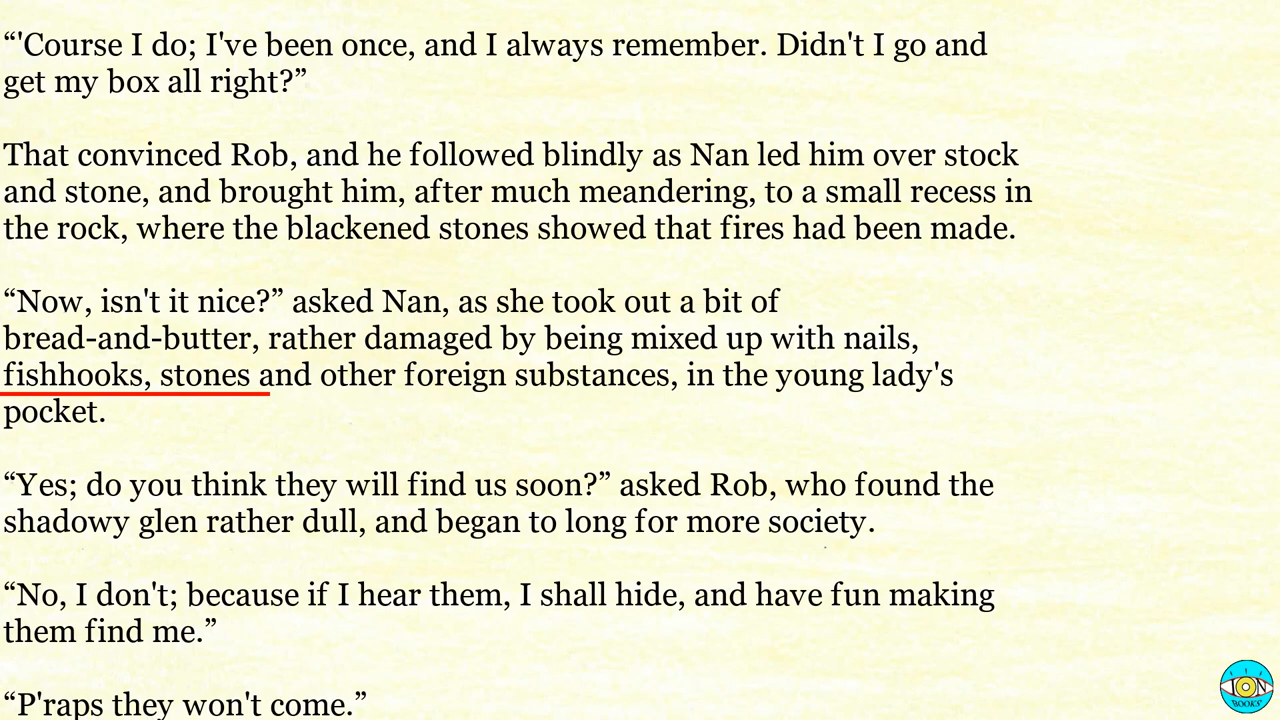 “'Course I do; I've been once, and I always remember. Didn't I go and
get my box all right?”
That convinced Rob, and he followed blindly as Nan led him over stock
and stone, and brought him, after much meandering, to a small recess in
the rock, where the blackened stones showed that fires had been made.
“Now, isn't it nice?” asked Nan, as she took out a bit of
bread-and-butter, rather damaged by being mixed up with nails,
fishhooks, stones and other foreign substances, in the young lady's
pocket.
“Yes; do you think they will find us soon?” asked Rob, who found the
shadowy glen rather dull, and began to long for more society.
“No, I don't; because if I hear them, I shall hide, and have fun making
them find me.”
“P'raps they won't come.”
ION
BOOKS